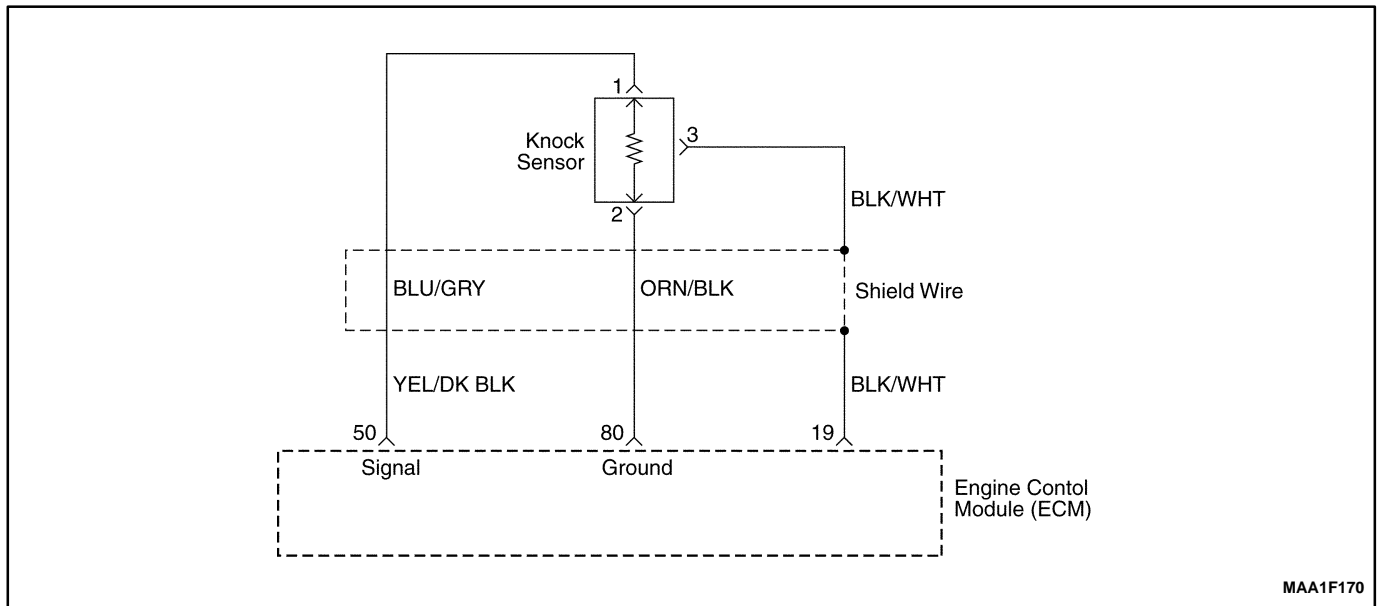 1
Knock
Sensor
3
2
BLK/WHT
BLU/GRY
ORN/BLK
Shield Wire
YEL/DK BLK
BLK/WHT
50
80
19
Signal
Ground
Engine Contol
Module (ECM)
MAA1F170